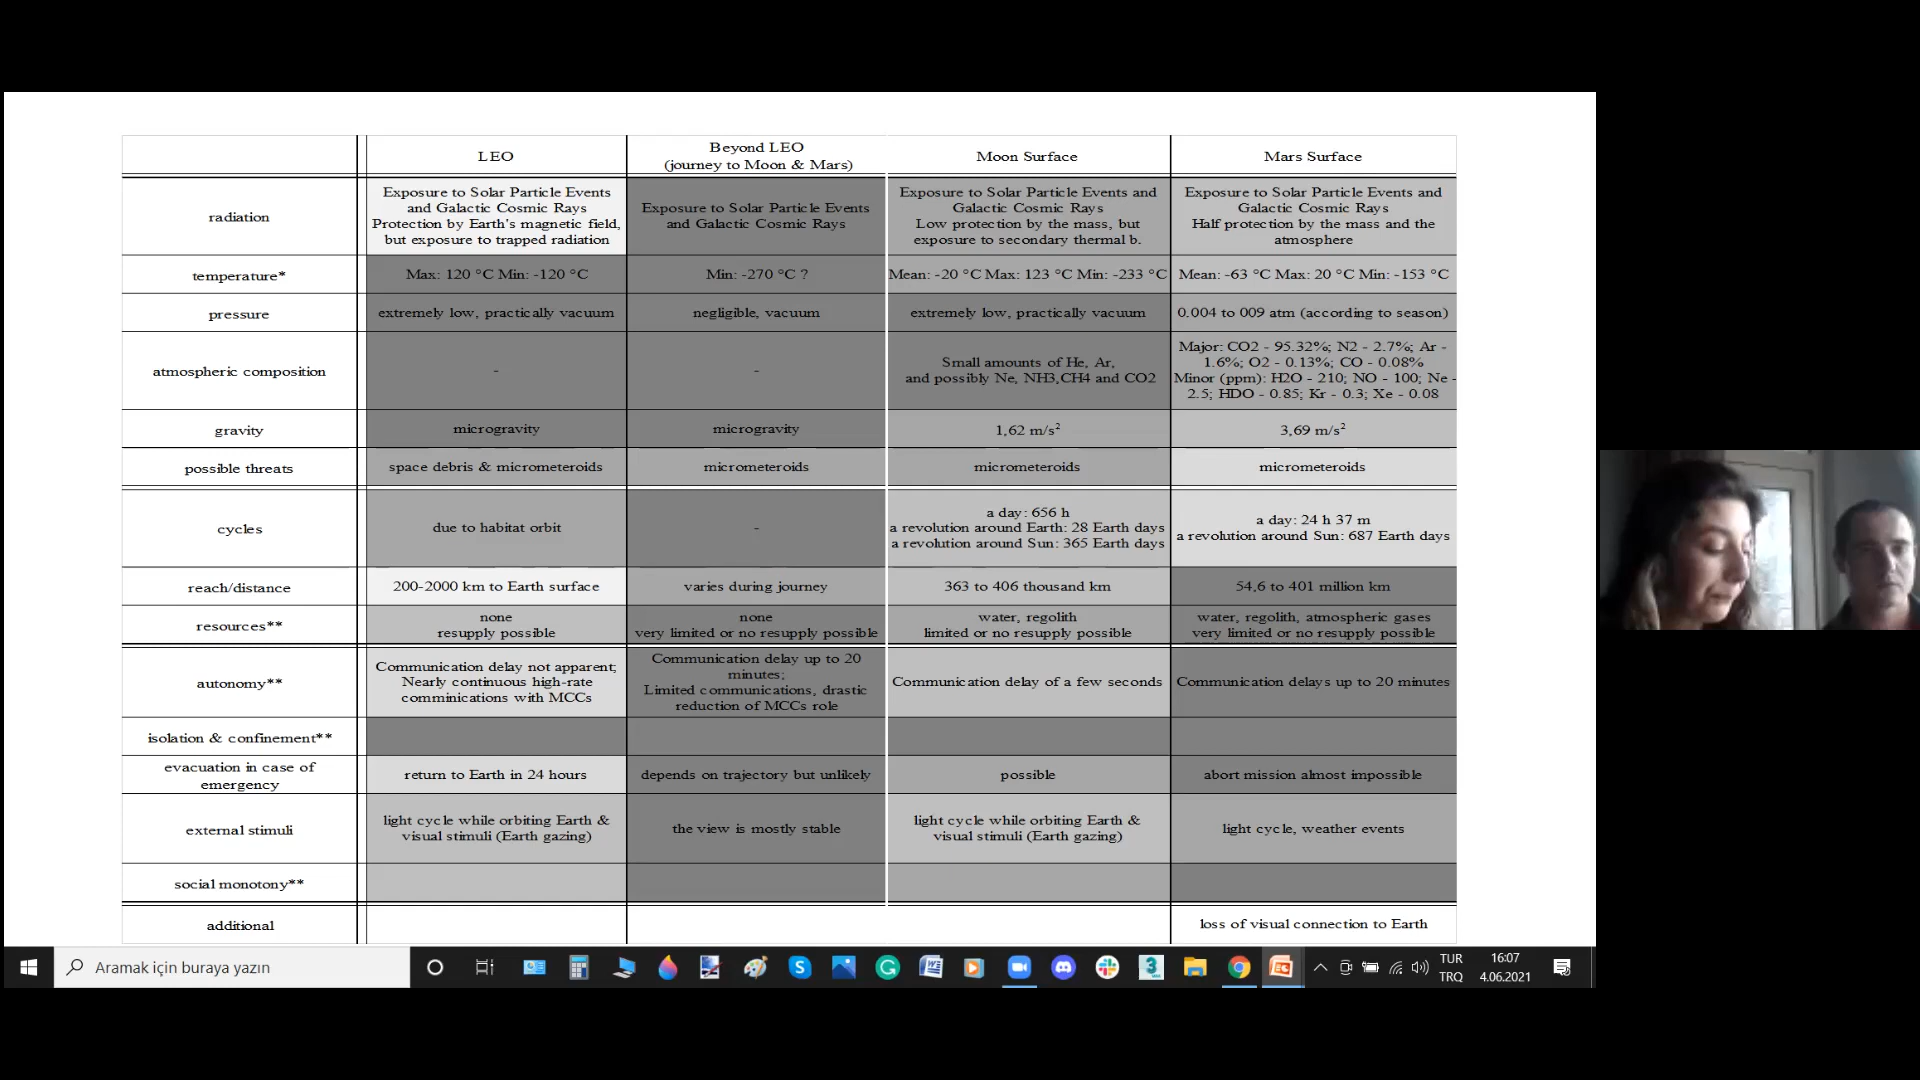 LEO
Beyond LEO
(journey to Moon & Mars)
Moon Surface
Mars Surface
radiation
Exposure to Solar Particle Events
and Galactic Cosmic Rays
Protection by Earth's magnetic field,
but exposure to trapped radiation
Exposure to Solar Particle Events
and Galactic Cosmic Rays
Exposure to Solar Particle Events and
Galactic Cosmic Rays
Low protection by the mass, but
exposure to secondary thermal b.
Exposure to Solar Particle Events and
Galactic Cosmic Rays
Half protection by the mass and the
atmosphere
temperature*
Max: 120 °C Min: -120 °C
Min: -270 °C ?
Mean: -20 °C Max: 123 °C Min: -233 °C
Mean: -63 °C Max: 20 °C Min: -153 °C
pressure
extremely low, practically vacuum
negligible, vacuum
extremely low, practically vacuum
0.004 to 009 atm (according to season)
atmospheric composition
-
-
Small amounts of He, Ar,
and possibly Ne, NH3,CH4 and CO2
Major: CO2 - 95.32%; N2 - 2.7%; Ar -
1.6%; O2 - 0.13%; CO - 0.08%
Minor (ppm): H2O - 210; NO - 100; Ne -
2.5; HDO - 0.85; Kr - 0.3; Xe - 0.08
gravity
microgravity
microgravity
1,62 m/s²
3,69 m/s²
possible threats
space debris & micrometeroids
micrometeroids
micrometeroids
micrometeroids
cycles
due to habitat orbit
-
a day: 656 h
a revolution around Earth: 28 Earth days
a revolution around Sun: 365 Earth days
a day: 24 h 37 m
a revolution around Sun: 687 Earth days
reach/distance
200-2000 km to Earth surface
varies during journey
363 to 406 thousand km
54,6 to 401 million km
resources**
none
resupply possible
none
very limited or no resupply possible
water, regolith
limited or no resupply possible
water, regolith, atmospheric gases
very limited or no resupply possible
autonomy**
Communication delay not apparent;
Nearly continuous high-rate
comminications with MCCs
Communication delay up to 20
minutes;
Limited communications, drastic
reduction of MCCs role
Communication delay of a few seconds
Communication delays up to 20 minutes
isolation & confinement**
evacuation in case of
emergency
return to Earth in 24 hours
depends on trajectory but unlikely
possible
abort mission almost impossible
external stimuli
light cycle while orbiting Earth &
visual stimuli (Earth gazing)
the view is mostly stable
light cycle while orbiting Earth &
visual stimuli (Earth gazing)
light cycle, weather events
social monotony**
additional
loss of visual connection to Earth
Aramak için buraya yazın
TUR
TRQ
16:07
4.06.2021